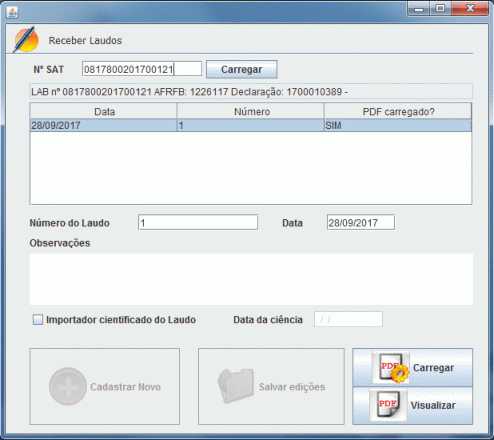 Receber Laudos
Nº SAT 0817800201700121 Carregar
LAB nº 0817800201700121 AFRFB: 1226117 Declaração: 1700010389 -
Data Número PDF carregado?
28/09/2017 1 SIM
Número do Laudo 1 Data 28/09/2017
Observações
Importador cientificado do Laudo Data da ciência / /
Cadastrar Novo Salvar edições PDF Carregar
PDF Visualizar